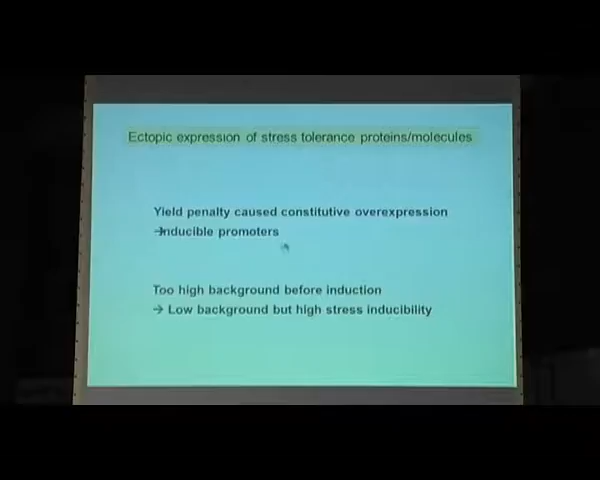 Ectopic expression of stress tolerance proteins/molecules
Yield penalty caused constitutive overexpression
→Inducible promoters
Too high background before induction
→ Low background but high stress inducibility